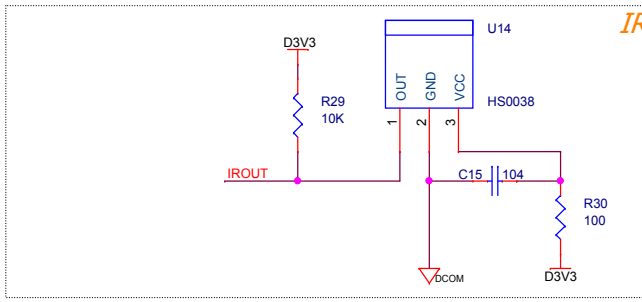 IR
U14
D3V3
OUT
GND
VCC
R29
10K
HS0038
1
2
3
IROUT
C15
104
R30
100
DCOM
D3V3